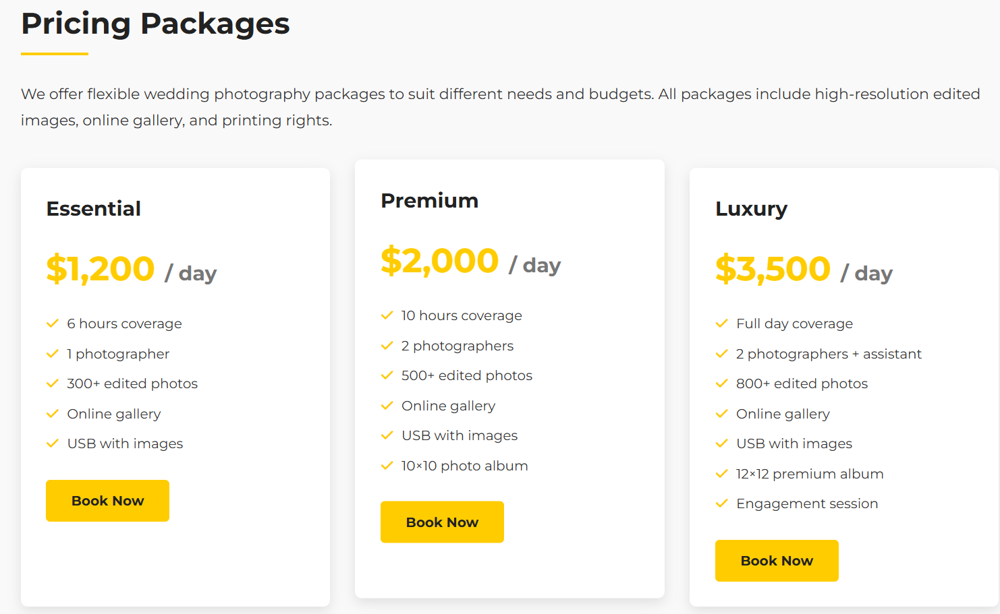 Pricing Packages
We offer flexible wedding photography packages to suit different needs and budgets. All packages include high-resolution edited
images, online gallery, and printing rights.
Essential
$1,200 / day
6 hours coverage
1 photographer
300+ edited photos
Online gallery
USB with images
Book Now
Premium
$2,000 / day
10 hours coverage
2 photographers
500+ edited photos
Online gallery
USB with images
10×10 photo album
Book Now
Luxury
$3,500 / day
Full day coverage
2 photographers + assistant
800+ edited photos
Online gallery
USB with images
12×12 premium album
Engagement session
Book Now